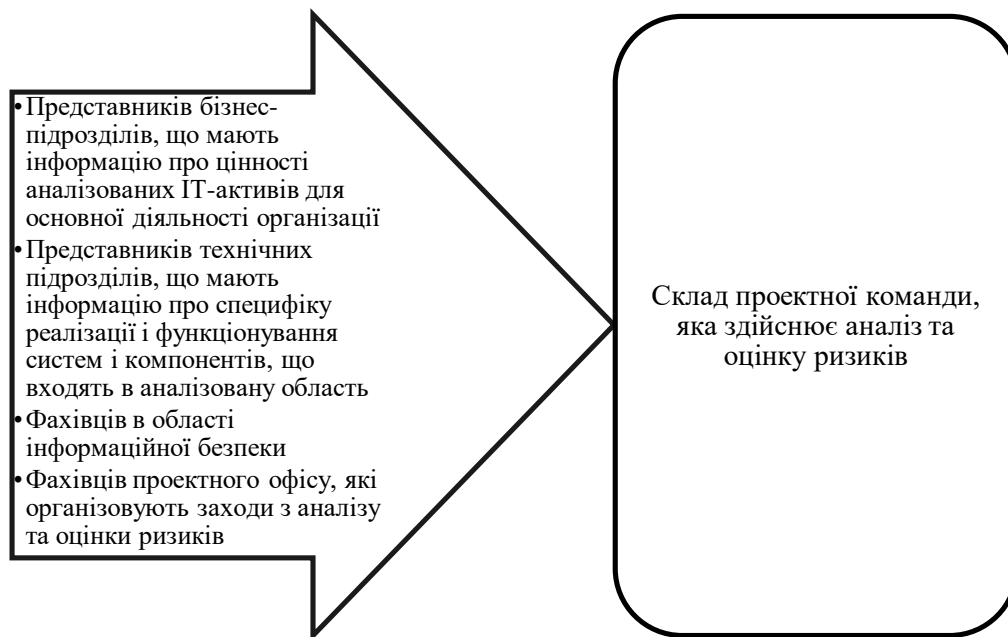 •Представників бізнес-
підрозділів, що мають
інформацію про цінності
аналізованих ІТ-активів для
основної діяльності організації
•Представників технічних
підрозділів, що мають
інформацію про специфіку
реалізації і функціонування
систем і компонентів, що
входять в аналізовану область
•Фахівців в області
інформаційної безпеки
•Фахівців проектного офісу, які
організовують заходи з аналізу
та оцінки ризиків
Склад проектної команди,
яка здійснює аналіз та
оцінку ризиків